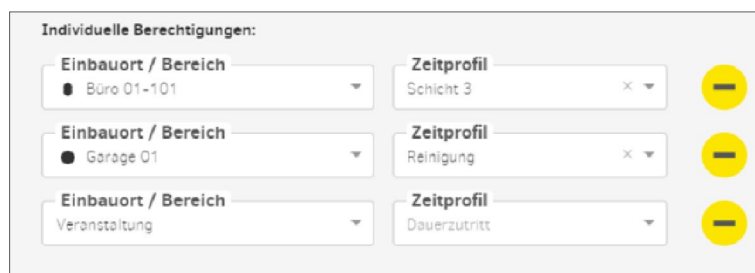 Individuelle Berechtigungen:
Einbauort / Bereich Zeitprofil
Büro 01-101 Schicht 3
Einbauort / Bereich Zeitprofil
Garage 01 Reinigung
Einbauort / Bereich Zeitprofil
Veranstaltung Dauerzutritt